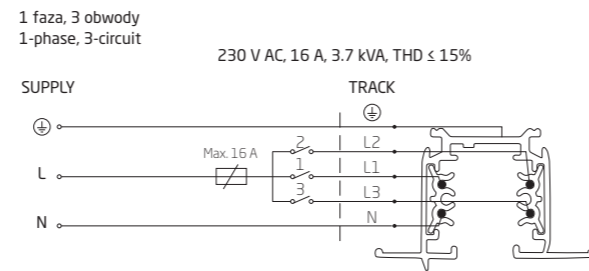 1 faza, 3 obwody
1-phase, 3-circuit
230 V AC, 16 A, 3.7 kVA, THD ≤ 15%
SUPPLY TRACK
Max. 16 A 2 L2
L 1 L1
3 L3
N N